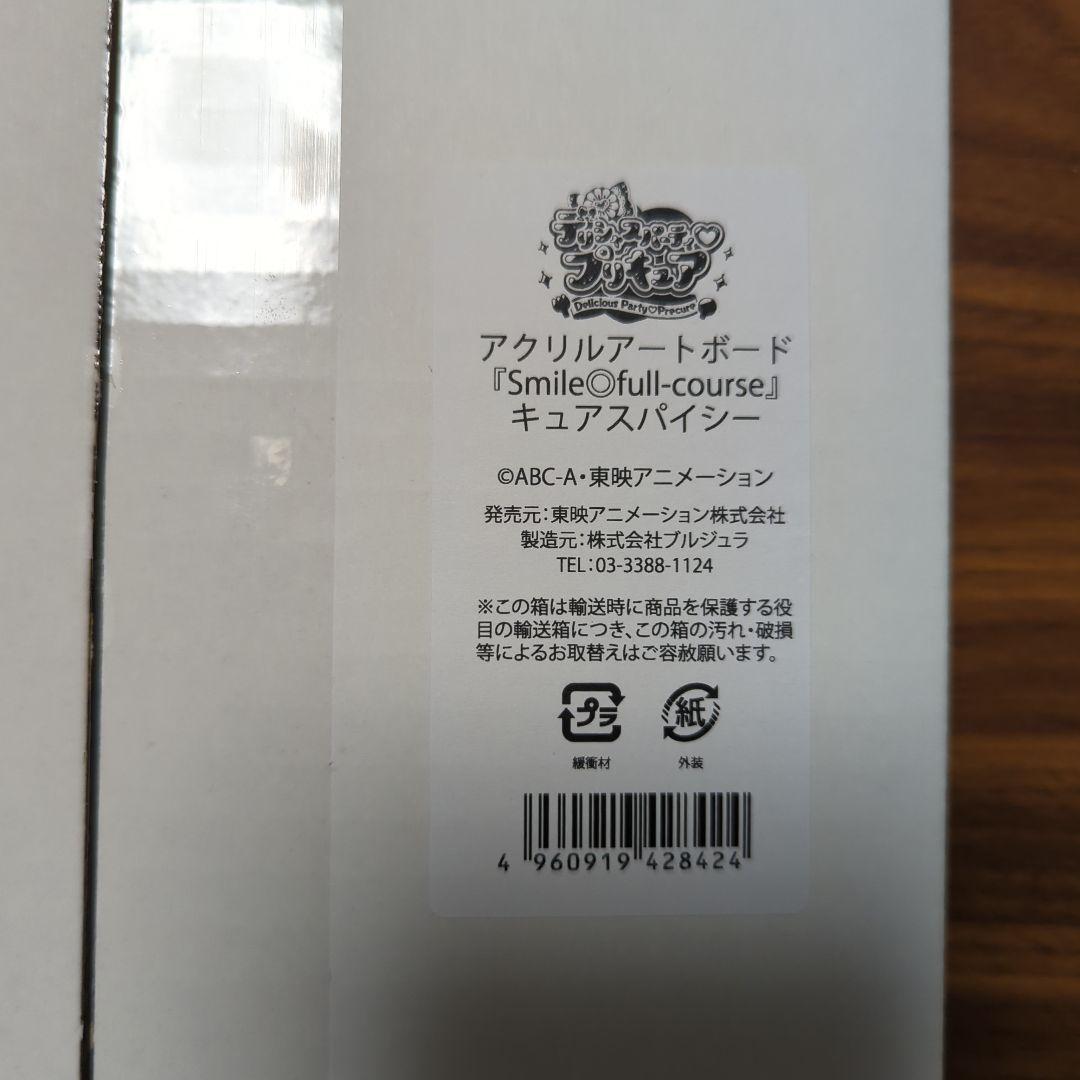 デリシャスパーティ♡
プリキュア
Delicious Party♡Precure
アクリルアートボード
『Smile◎full-course』
キュアスパイシー
©ABC-A・東映アニメーション
発売元：東映アニメーション株式会社
製造元：株式会社ブルジュラ
TEL：03-3388-1124
※この箱は輸送時に商品を保護する役
目の輸送箱につき、この箱の汚れ・破損
等によるお取替えはご容赦願います。
プラ 紙
緩衝材 外装
4 960919 428424